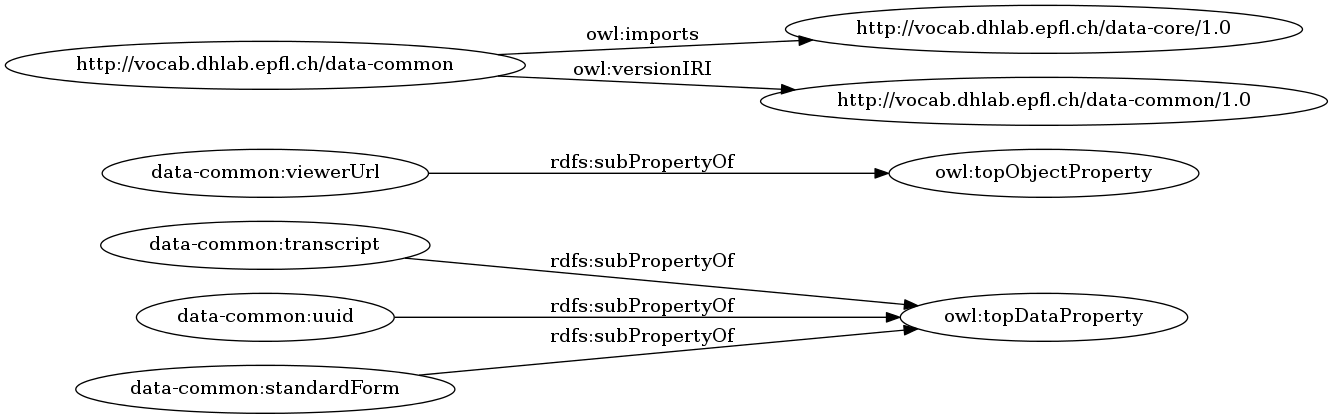 http://vocab.dhlab.epfl.ch/data-common
owl:imports
http://vocab.dhlab.epfl.ch/data-core/1.0
owl:versionIRI
http://vocab.dhlab.epfl.ch/data-common/1.0
data-common:viewerUrl
rdfs:subPropertyOf
owl:topObjectProperty
data-common:transcript
rdfs:subPropertyOf
data-common:uuid
rdfs:subPropertyOf
owl:topDataProperty
data-common:standardForm
rdfs:subPropertyOf